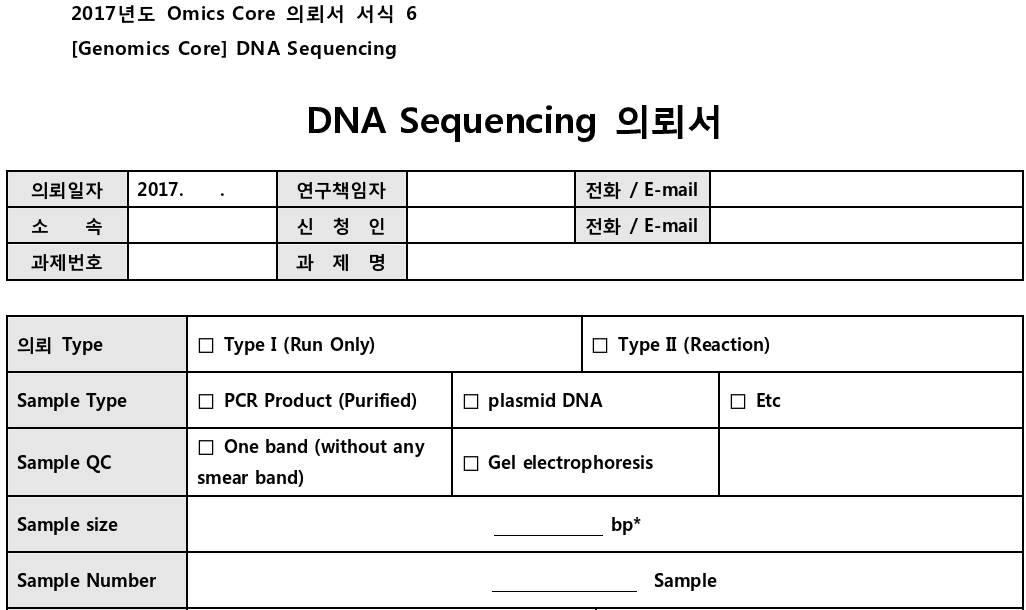 2017년도 Omics Core 의뢰서 서식 6
[Genomics Core] DNA Sequencing
DNA Sequencing 의뢰서
의뢰일자 2017. . 연구책임자 전화 / E-mail
소 속 신 청 인 전화 / E-mail
과제번호 과 제 명
의뢰 Type □ Type I (Run Only) □ Type II (Reaction)
Sample Type □ PCR Product (Purified) □ plasmid DNA □ Etc
Sample QC □ One band (without any smear band) □ Gel electrophoresis
Sample size ____________ bp*
Sample Number ________________ Sample